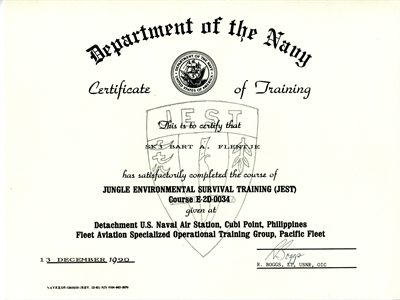 Department of the Navy
Certificate of Training
JEST
This is to certify that
SK3 BART A. FLENTJE
has satisfactorily completed the course of
JUNGLE ENVIRONMENTAL SURVIVAL TRAINING (JEST)
Course E-2D-0034
given at
Detachment U.S. Naval Air Station, Cubi Point, Philippines
Fleet Aviation Specialized Operational Training Group, Pacific Fleet
R. BOGGS, LT, USNR, OIC
13 DECEMBER 1990